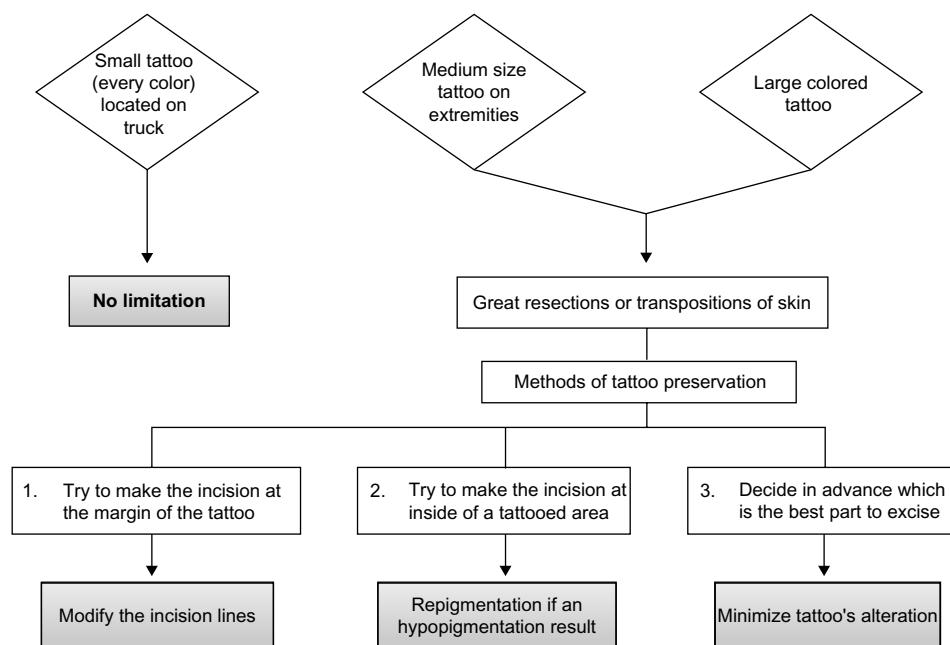 Small tattoo
(every color)
located on
truck
Medium size
tattoo on
extremities
Large colored
tattoo
No limitation
Great resections or transpositions of skin
Methods of tattoo preservation
1. Try to make the incision at
the margin of the tattoo
2. Try to make the incision at
inside of a tattooed area
3. Decide in advance which
is the best part to excise
Modify the incision lines
Repigmentation if an
hypopigmentation result
Minimize tattoo's alteration